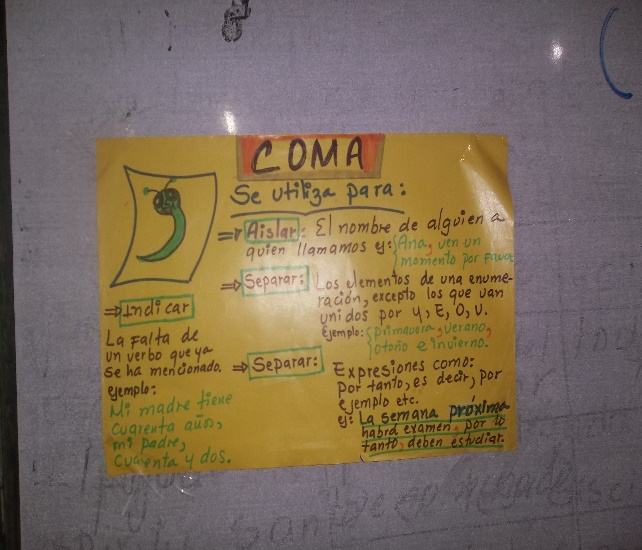 COMA
Se utiliza para:
⇒ Aislar: El nombre de alguien a
quien llamamos ej: {Ana, ven un
momento por favor
⇒ Separar: Los elementos de una enume-
ración, excepto los que van
unidos por y, E, O, U.
Ejemplo: {primavera, verano,
otoño e invierno.
⇒ Separar: Expresiones como:
Por tanto, es decir, por
ejemplo etc.
ej: La semana próxima
habrá examen, por lo
tanto, deben estudiar.
⇒ Indicar
La falta de
un verbo que ya
se ha mencionado.
ejemplo:
Mi madre tiene
cuarenta años,
mi padre,
cuarenta y dos.